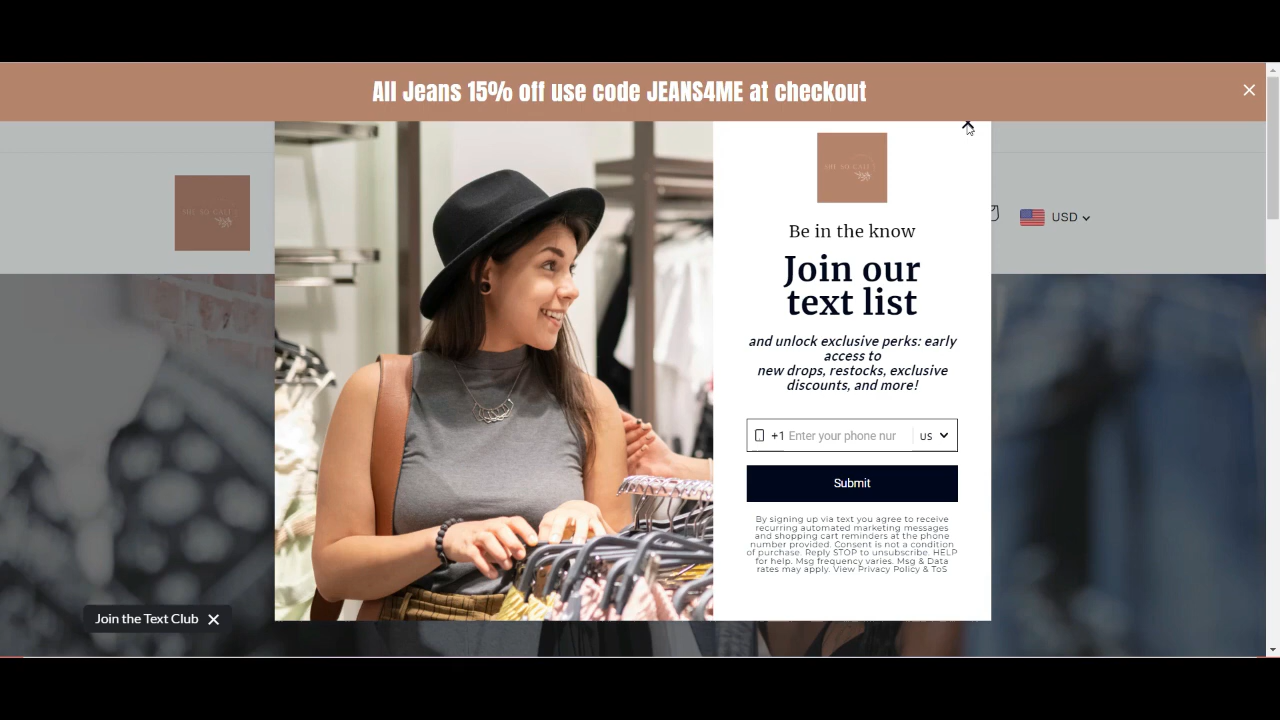 All Jeans 15% off use code JEANS4ME at checkout
USD
Be in the know
Join our
text list
and unlock exclusive perks: early
access to
new drops, restocks, exclusive
discounts, and more!
+1 Enter your phone nur
US
Submit
By signing up via text you agree to receive
recurring automated marketing messages
and shopping cart reminders at the phone
number provided. Consent is not a condition
of purchase. Reply STOP to unsubscribe. HELP
for help. Msg frequency varies. Msg & Data
rates may apply. View Privacy Policy & ToS
Join the Text Club